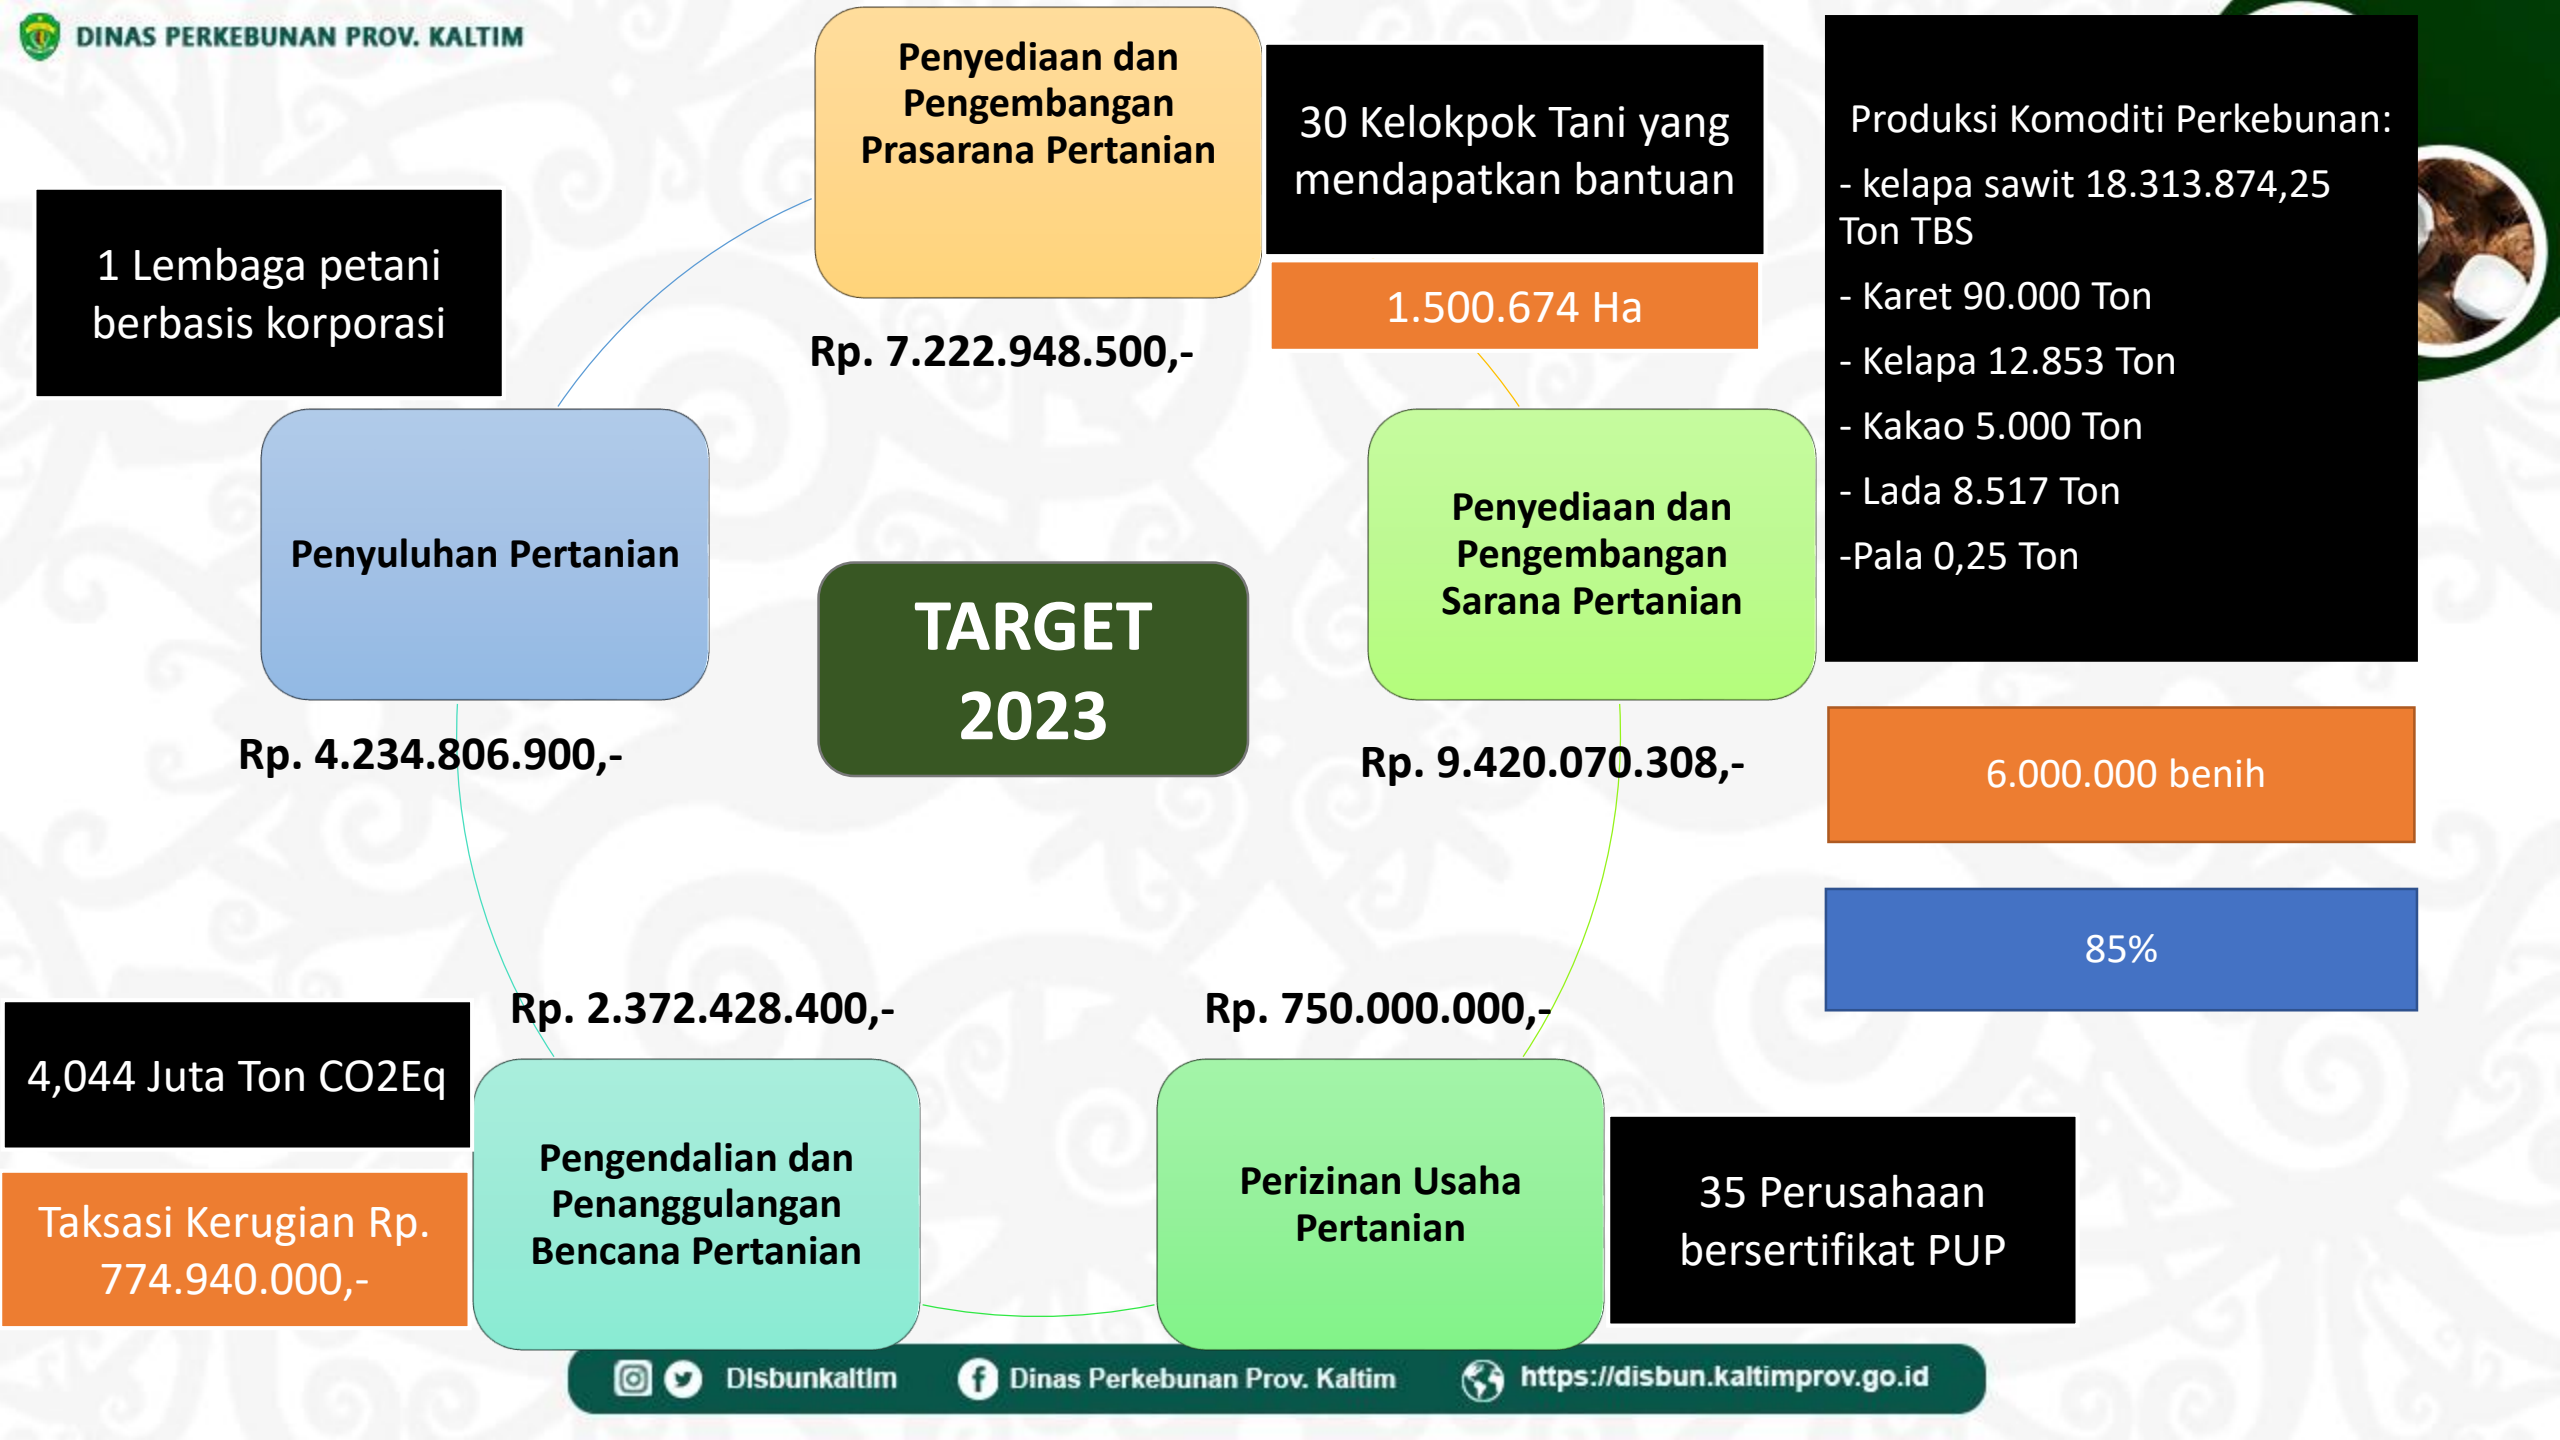 DINAS PERKEBUNAN PROV. KALTIM
Penyediaan dan
Pengembangan
Prasarana Pertanian
Rp. 7.222.948.500,-
30 Kelokpok Tani yang
mendapatkan bantuan
1.500.674 Ha
Produksi Komoditi Perkebunan:
- kelapa sawit 18.313.874,25
Ton TBS
- Karet 90.000 Ton
- Kelapa 12.853 Ton
- Kakao 5.000 Ton
- Lada 8.517 Ton
-Pala 0,25 Ton
1 Lembaga petani
berbasis korporasi
Penyuluhan Pertanian
Rp. 4.234.806.900,-
TARGET
2023
Penyediaan dan
Pengembangan
Sarana Pertanian
Rp. 9.420.070.308,-
6.000.000 benih
85%
Rp. 2.372.428.400,-
Rp. 750.000.000,-
4,044 Juta Ton CO2Eq
Taksasi Kerugian Rp.
774.940.000,-
Pengendalian dan
Penanggulangan
Bencana Pertanian
Perizinan Usaha
Pertanian
35 Perusahaan
bersertifikat PUP
Disbunkaltim
Dinas Perkebunan Prov. Kaltim
https://disbun.kaltimprov.go.id